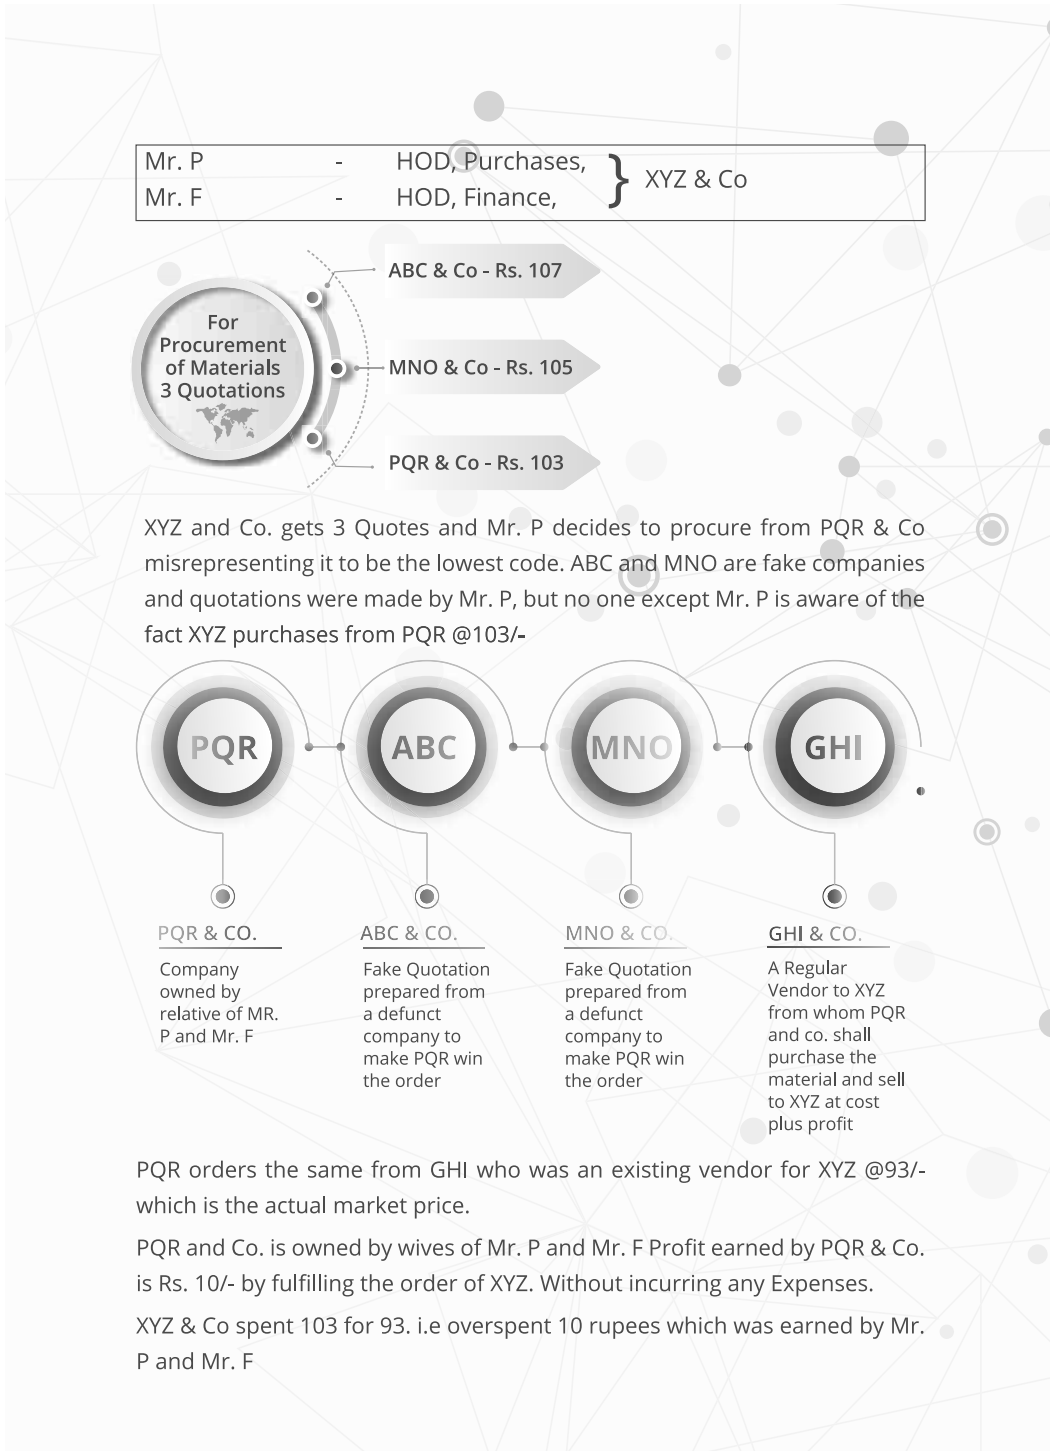 Mr. P - HOD, Purchases,
Mr. F - HOD, Finance,
} XYZ & Co
For
Procurement
of Materials
3 Quotations
ABC & Co - Rs. 107
MNO & Co - Rs. 105
PQR & Co - Rs. 103
XYZ and Co. gets 3 Quotes and Mr. P decides to procure from PQR & Co
misrepresenting it to be the lowest code. ABC and MNO are fake companies
and quotations were made by Mr. P, but no one except Mr. P is aware of the
fact XYZ purchases from PQR @103/-
PQR
ABC
MNO
GHI
PQR & CO.
Company
owned by
relative of MR.
P and Mr. F
ABC & CO.
Fake Quotation
prepared from
a defunct
company to
make PQR win
the order
MNO & CO.
Fake Quotation
prepared from
a defunct
company to
make PQR win
the order
GHI & CO.
A Regular
Vendor to XYZ
from whom PQR
and co. shall
purchase the
material and sell
to XYZ at cost
plus profit
PQR orders the same from GHI who was an existing vendor for XYZ @93/-
which is the actual market price.
PQR and Co. is owned by wives of Mr. P and Mr. F Profit earned by PQR & Co.
is Rs. 10/- by fulfilling the order of XYZ. Without incurring any Expenses.
XYZ & Co spent 103 for 93. i.e overspent 10 rupees which was earned by Mr.
P and Mr. F